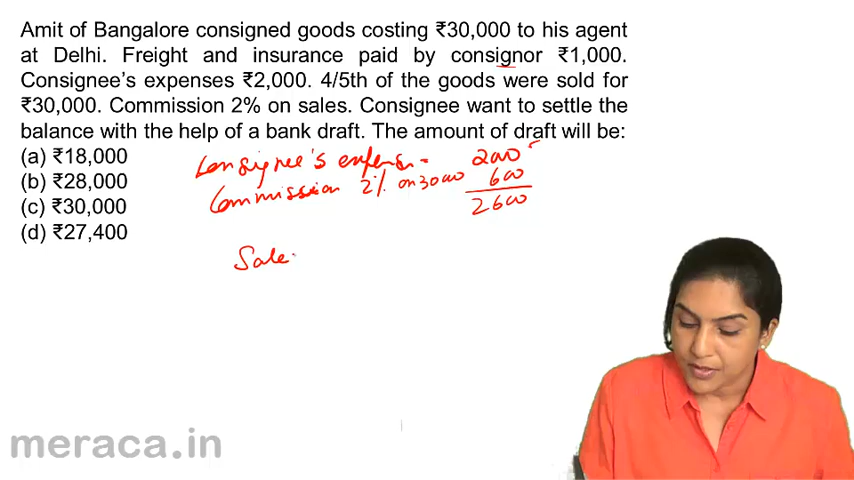 Amit of Bangalore consigned goods costing ₹30,000 to his agent
at Delhi. Freight and insurance paid by consignor ₹1,000.
Consignee's expenses ₹2,000. 4/5th of the goods were sold for
₹30,000. Commission 2% on sales. Consignee want to settle the
balance with the help of a bank draft. The amount of draft will be:
(a) ₹18,000
(b) ₹28,000
(c) ₹30,000
(d) ₹27,400
Consignee's expense = 2000
Commission 2% on 30000 600
2600
Sale
meraca.in